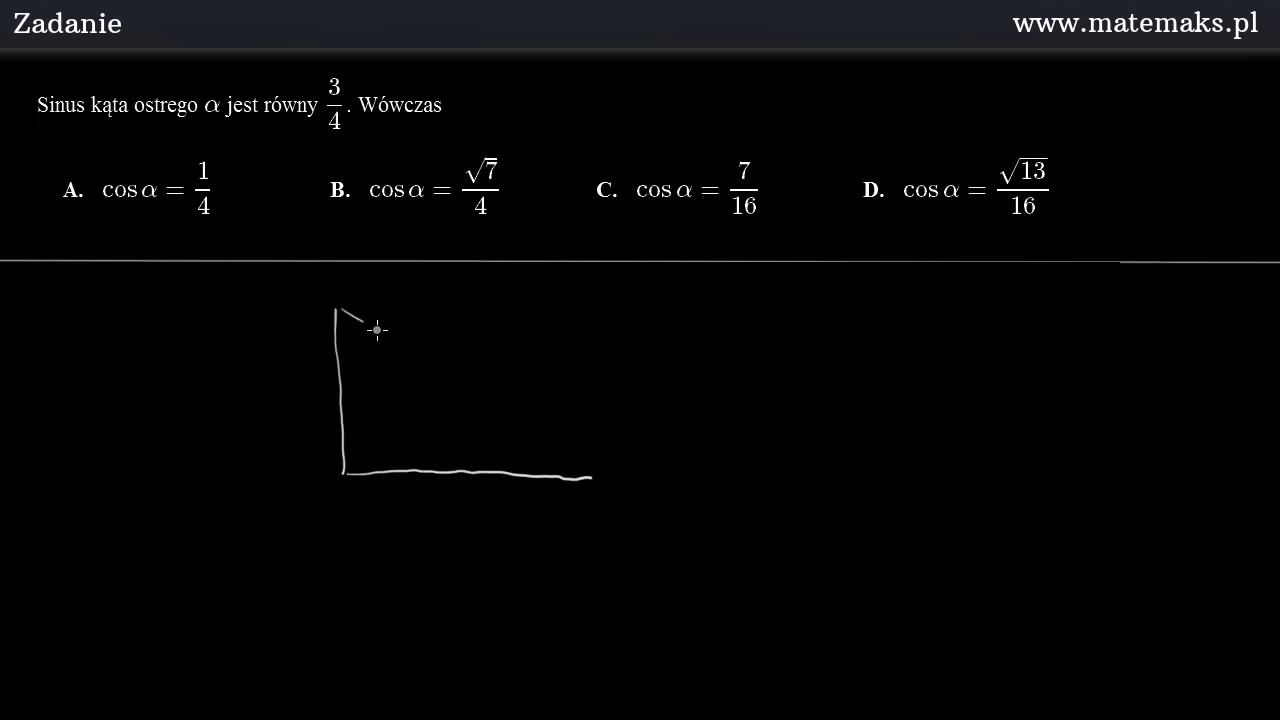 Zadanie www.matemaks.pl
Sinus kąta ostrego α jest równy 3/4. Wówczas
A. cos α = 1/4 B. cos α = √7/4 C. cos α = 7/16 D. cos α = √13/16